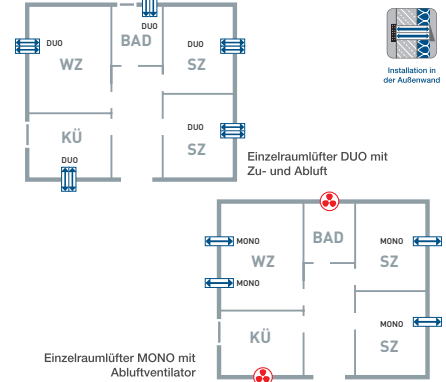 DUO
BAD
DUO
WZ
DUO
SZ
KÜ
DUO
DUO
SZ
Installation in
der Außenwand
Einzelraumlüfter DUO mit
Zu- und Abluft
MONO
WZ
MONO
BAD
MONO
SZ
KÜ
MONO
SZ
Einzelraumlüfter MONO mit
Abluftventilator